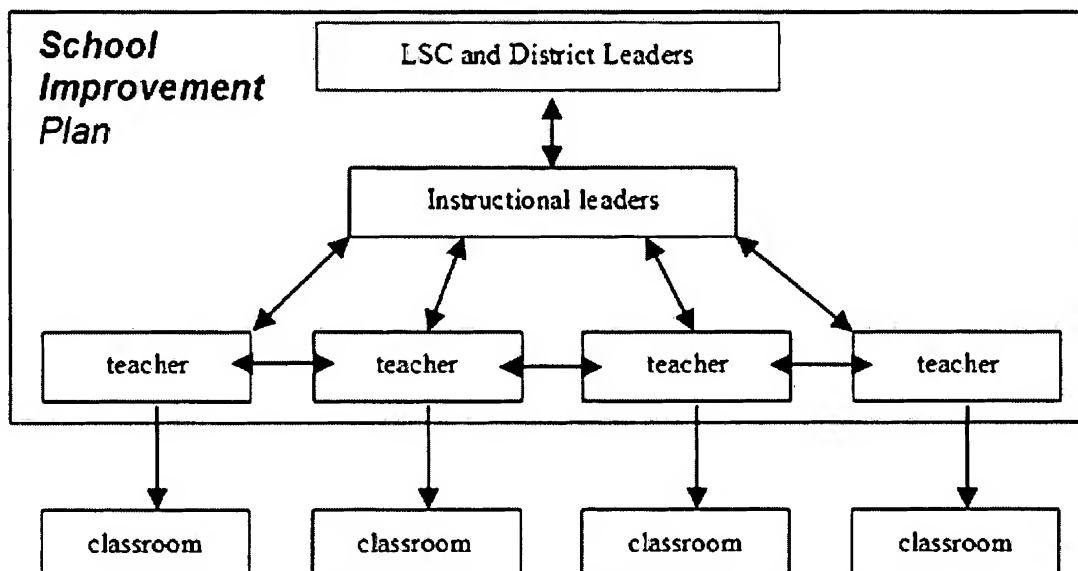 School
Improvement
Plan
LSC and District Leaders
Instructional leaders
teacher teacher teacher teacher
classroom classroom classroom classroom